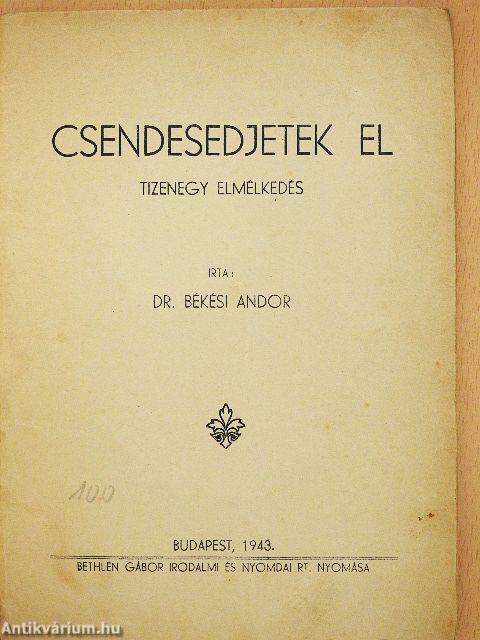 CSENDESEDJETEK EL
TIZENEGY ELMÉLKEDÉS
IRTA:
DR. BÉKÉSI ANDOR
100
BUDAPEST, 1943.
BETHLEN GÁBOR IRODALMI ÉS NYOMDAI RT. NYOMÁSA
Antikvárium.hu